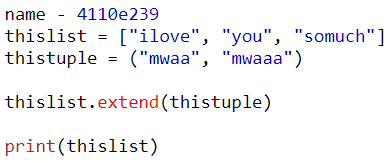 name - 4110e239
thislist = ["ilove", "you", "somuch"]
thistuple = ("mwaa", "mwaaa")
thislist.extend(thistuple)
print(thislist)